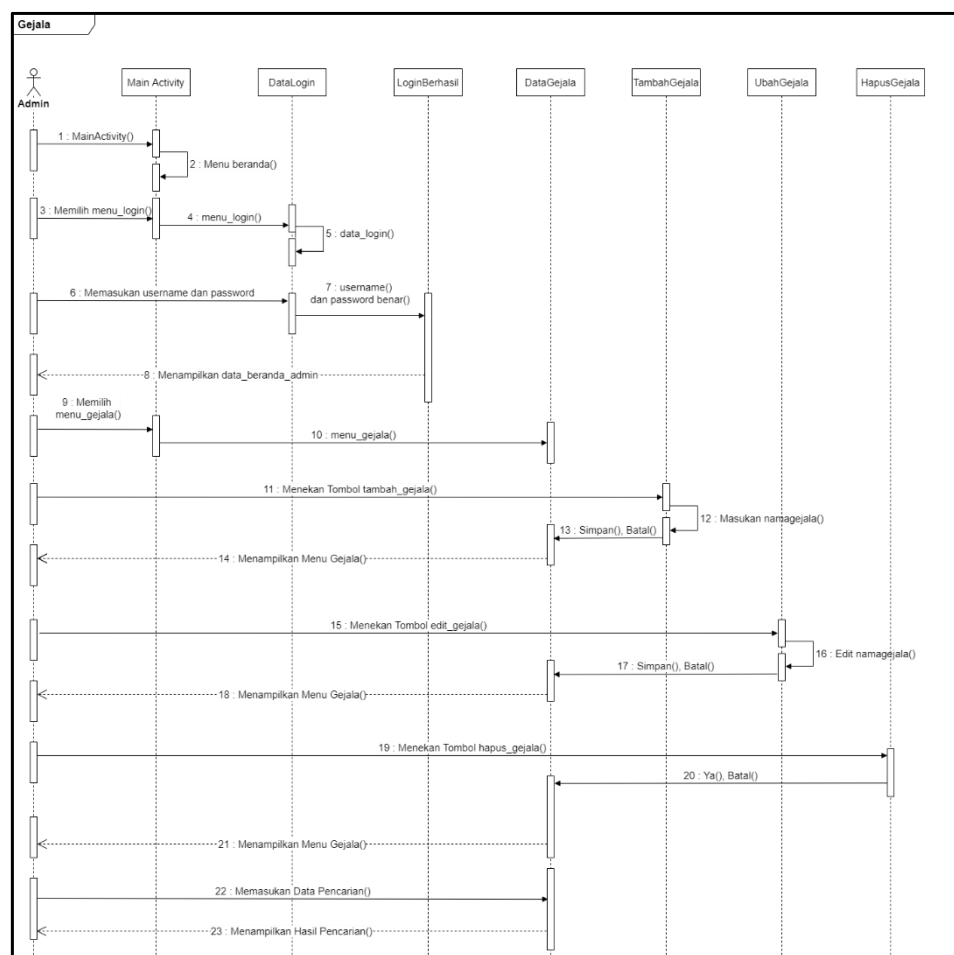 Gejala
Admin
Main Activity
DataLogin
LoginBerhasil
DataGejala
TambahGejala
UbahGejala
HapusGejala
1 : MainActivity()
2 : Menu beranda()
3 : Memilih menu_login()
4 : menu_login()
5 : data_login()
6 : Memasukan username dan password
7 : username()
dan password benar()
8 : Menampilkan data_beranda_admin
9 : Memilih
menu_gejala()
10 : menu_gejala()
11 : Menekan Tombol tambah_gejala()
12 : Masukan namagejala()
13 : Simpan(), Batal()
14 : Menampilkan Menu Gejala()
15 : Menekan Tombol edit_gejala()
16 : Edit namagejala()
17 : Simpan(), Batal()
18 : Menampilkan Menu Gejala()
19 : Menekan Tombol hapus_gejala()
20 : Ya(), Batal()
21 : Menampilkan Menu Gejala()
22 : Memasukan Data Pencarian()
23 : Menampilkan Hasil Pencarian()